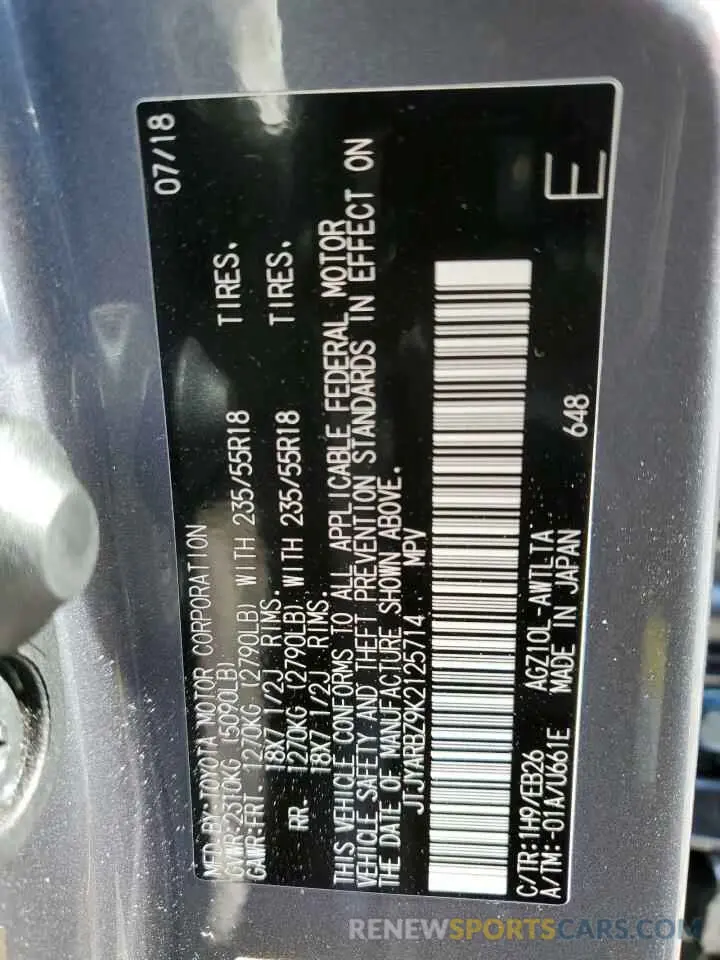 07/18
MFD BY:TOYOTA MOTOR CORPORATION
GVWR:2310KG (5090LB)
GAWR:FRT. 1270KG (2790LB) WITH 235/55R18 TIRES.
18X7 1/2J RIMS.
RR. 1270KG (2790LB) WITH 235/55R18 TIRES.
18X7 1/2J RIMS.
THIS VEHICLE CONFORMS TO ALL APPLICABLE FEDERAL MOTOR
VEHICLE SAFETY AND THEFT PREVENTION STANDARDS IN EFFECT ON
THE DATE OF MANUFACTURE SHOWN ABOVE.
JTJYARBZ9K2125714 MPV
C/TR:1H9/EB26 AGZ10L-AWTLTA
A/TM:-01A/U661E MADE IN JAPAN 648 E
RENEWSPORTSCARS.COM